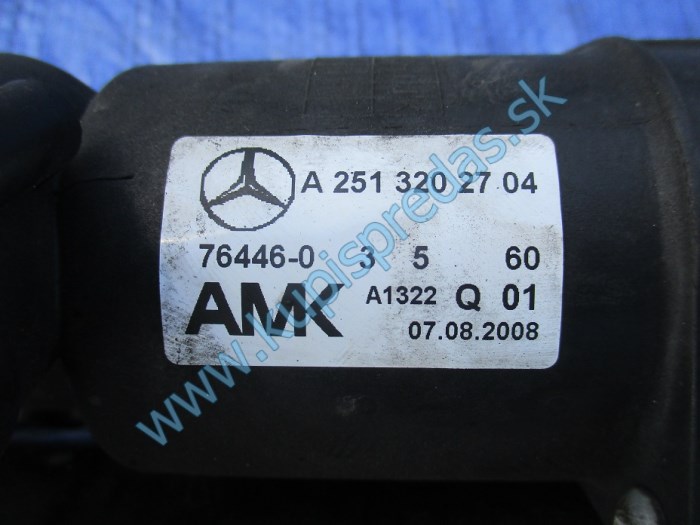 A 251 320 27 04
76446-0 3 5 60
AMK A1322 Q 01
07.08.2008
www.kupispredas.sk